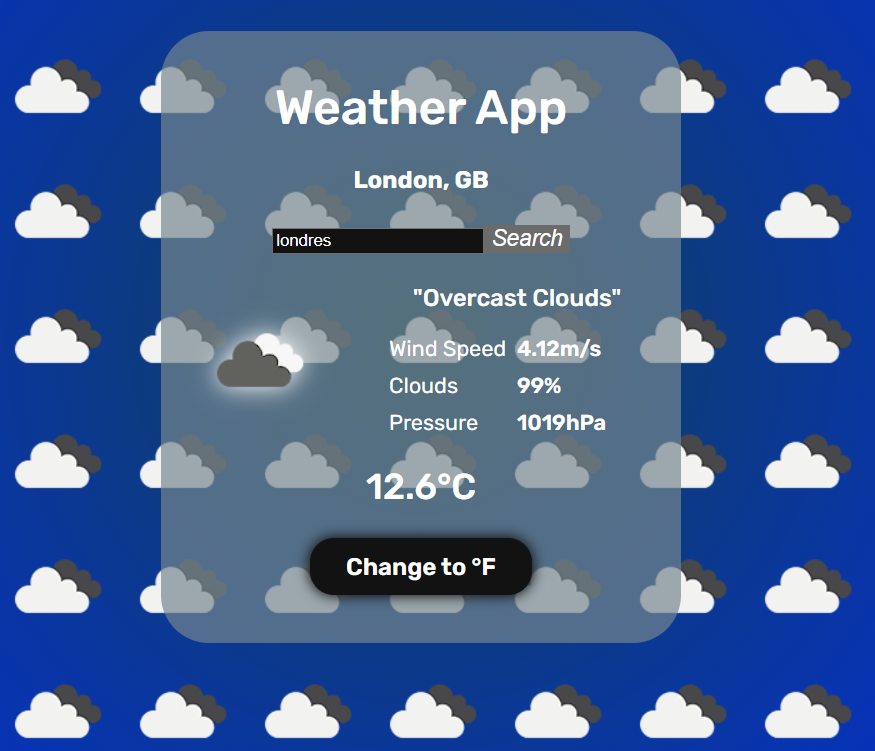 Weather App
London, GB
londres Search
"Overcast Clouds"
Wind Speed 4.12m/s
Clouds 99%
Pressure 1019hPa
12.6°C
Change to °F